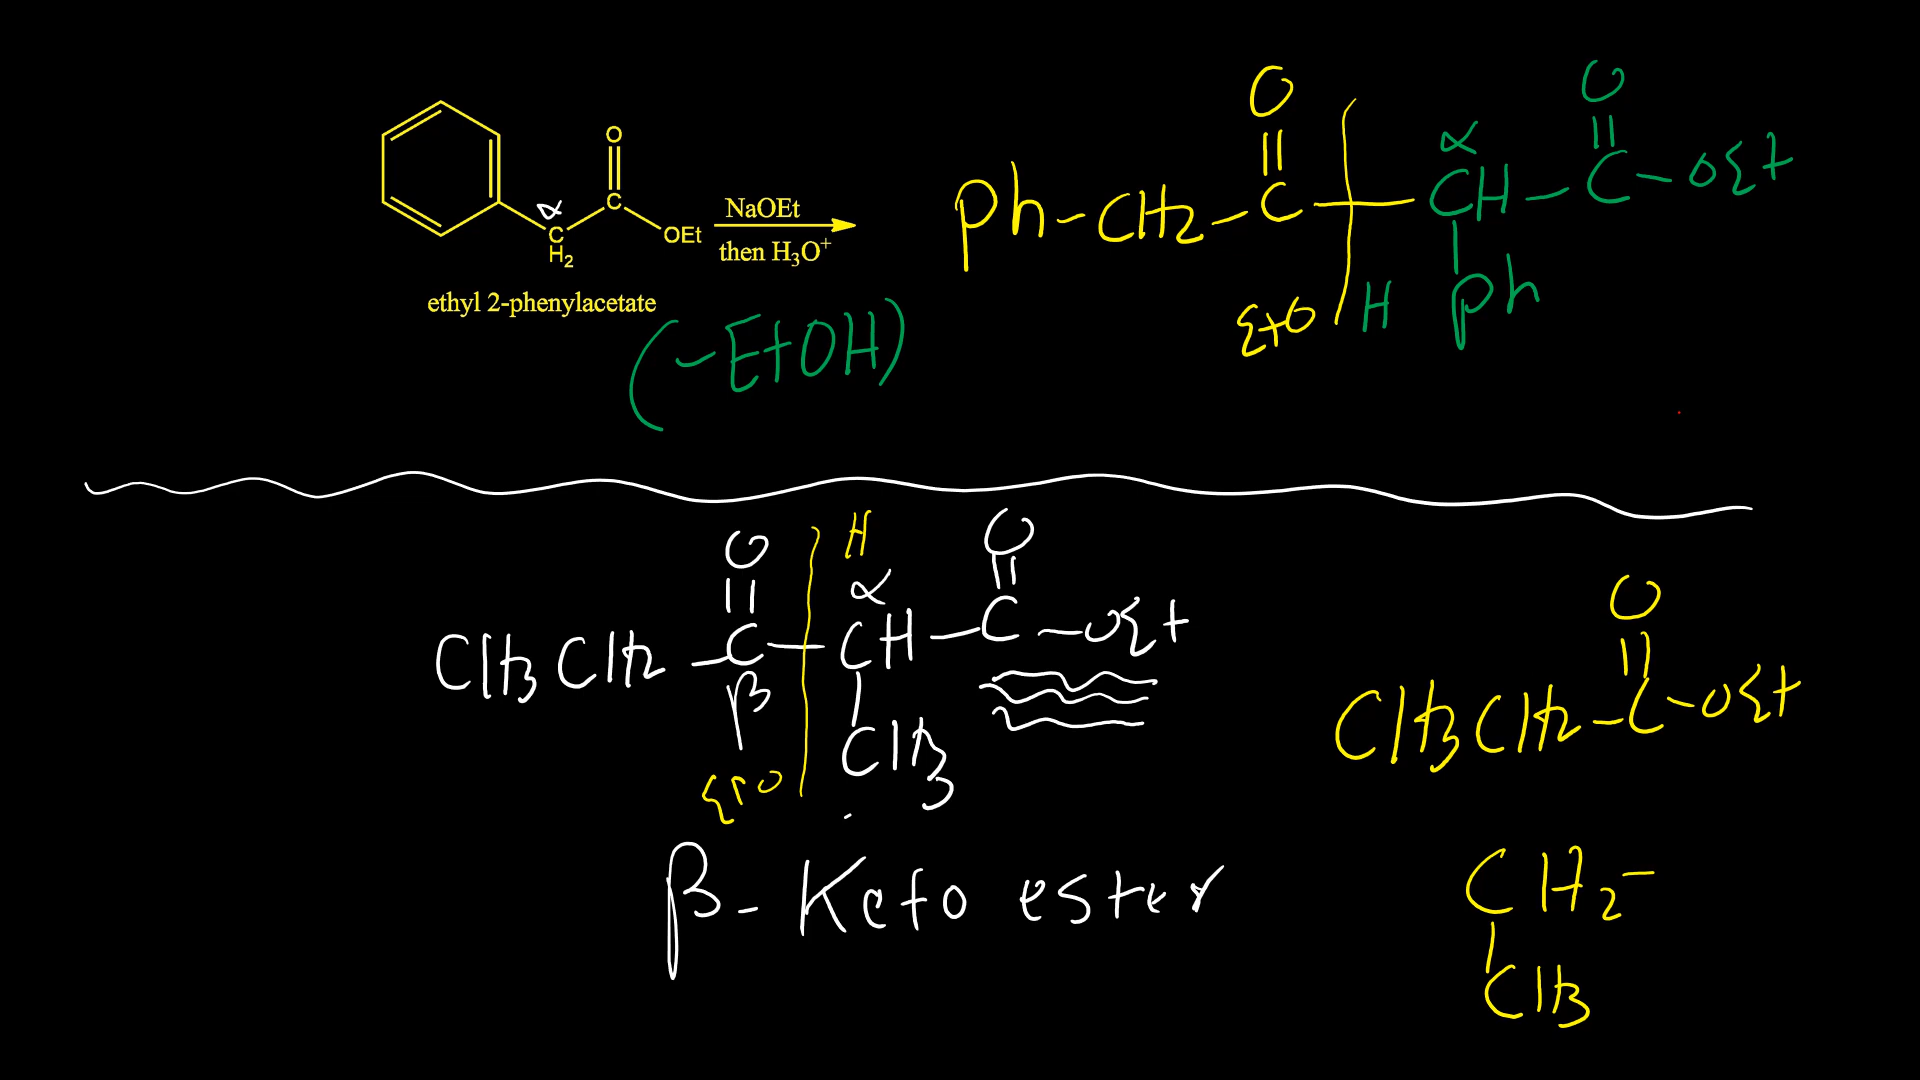 O
C
C
H2
OEt
α
ethyl 2-phenylacetate
NaOEt
then H3O+
(-EtOH)
O O
|| α ||
Ph-CH2-C-CH-C-OEt
|
EtO H Ph
H
O α O
|| ||
CH3CH2-C-CH-C-OEt
β |
EtO CH3
β-Keto ester
O
||
CH3CH2-C-OEt
CH2-
|
CH3